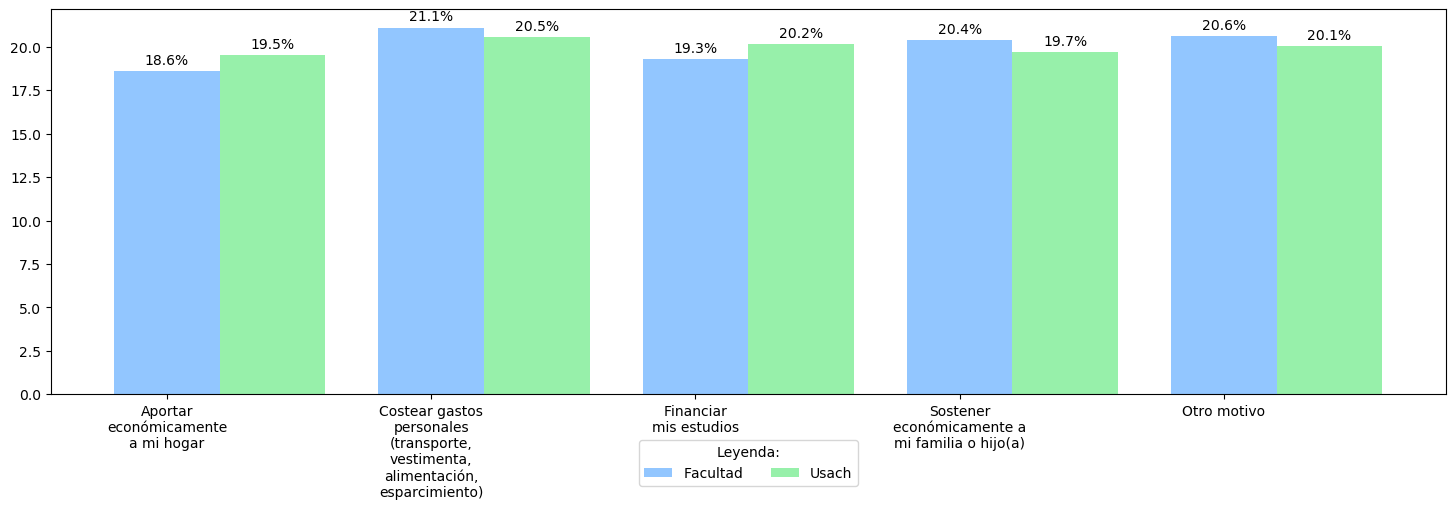 21.1%
20.5%
20.4%
20.6%
19.5%
20.2%
20.1%
18.6%
19.3%
19.7%
20.0
17.5
15.0
12.5
10.0
7.5
5.0
2.5
0.0
Aportar
económicamente
a mi hogar
Costear gastos
personales
(transporte,
vestimenta,
alimentación,
esparcimiento)
Financiar
mis estudios
Sostener
económicamente a
mi familia o hijo(a)
Otro motivo
Leyenda:
Facultad Usach